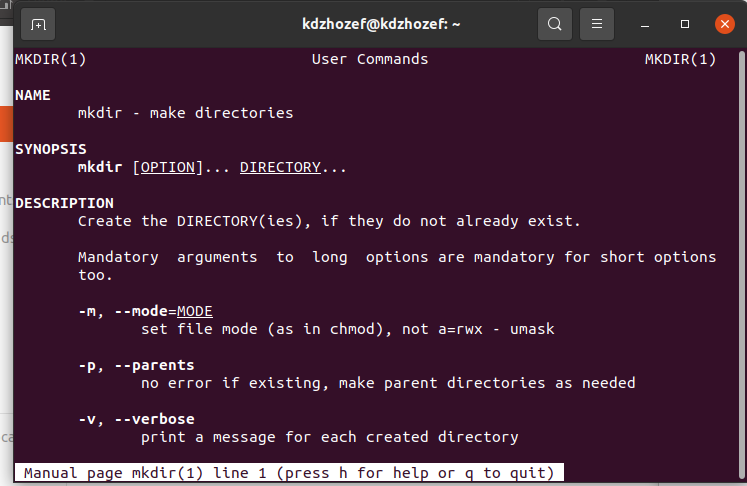 kdzhozef@kdzhozef: ~
MKDIR(1) User Commands MKDIR(1)
NAME
mkdir - make directories
SYNOPSIS
mkdir [OPTION]... DIRECTORY...
DESCRIPTION
Create the DIRECTORY(ies), if they do not already exist.
Mandatory arguments to long options are mandatory for short options
too.
-m, --mode=MODE
set file mode (as in chmod), not a=rwx - umask
-p, --parents
no error if existing, make parent directories as needed
-v, --verbose
print a message for each created directory
Manual page mkdir(1) line 1 (press h for help or q to quit)